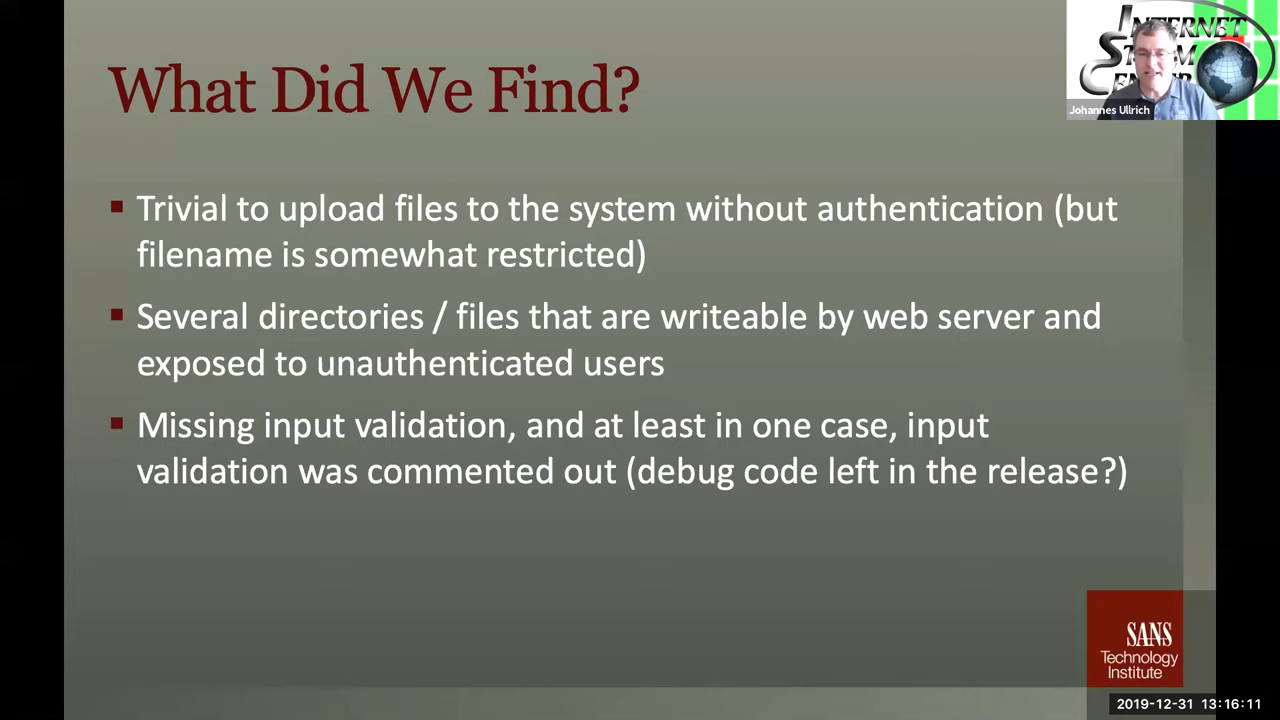 What Did We Find?
INTERNET
STORM
CENTER
Johannes Ullrich
▪ Trivial to upload files to the system without authentication (but
filename is somewhat restricted)
▪ Several directories / files that are writeable by web server and
exposed to unauthenticated users
▪ Missing input validation, and at least in one case, input
validation was commented out (debug code left in the release?)
SANS
Technology
Institute
2019-12-31 13:16:11